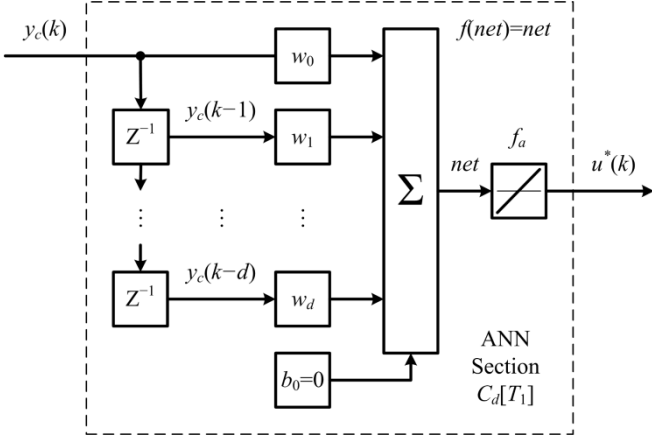 y_c(k)
f(net)=net
w_0
y_c(k−1)
Z^{−1}
w_1
f_a
net
u^*(k)
Σ
⋮ ⋮ ⋮
y_c(k−d)
Z^{−1}
w_d
b_0=0
ANN
Section
C_d[T_1]